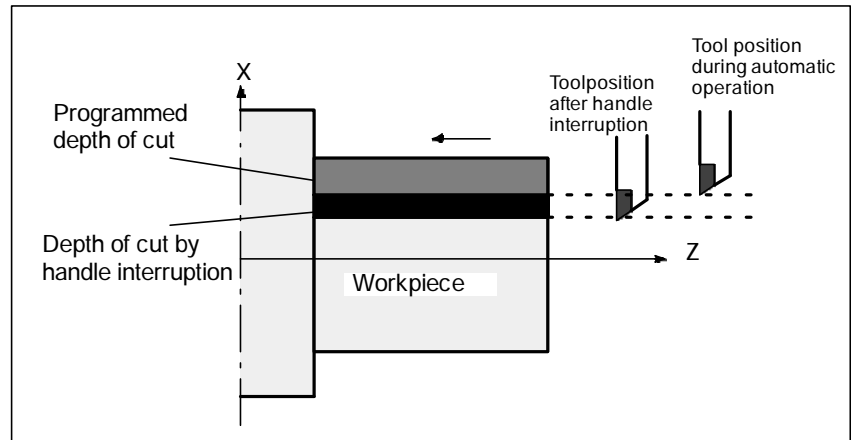 X
Programmed
depth of cut
Depth of cut by
handle interruption
Toolposition
after handle
interruption
Tool position
during automatic
operation
Z
Workpiece